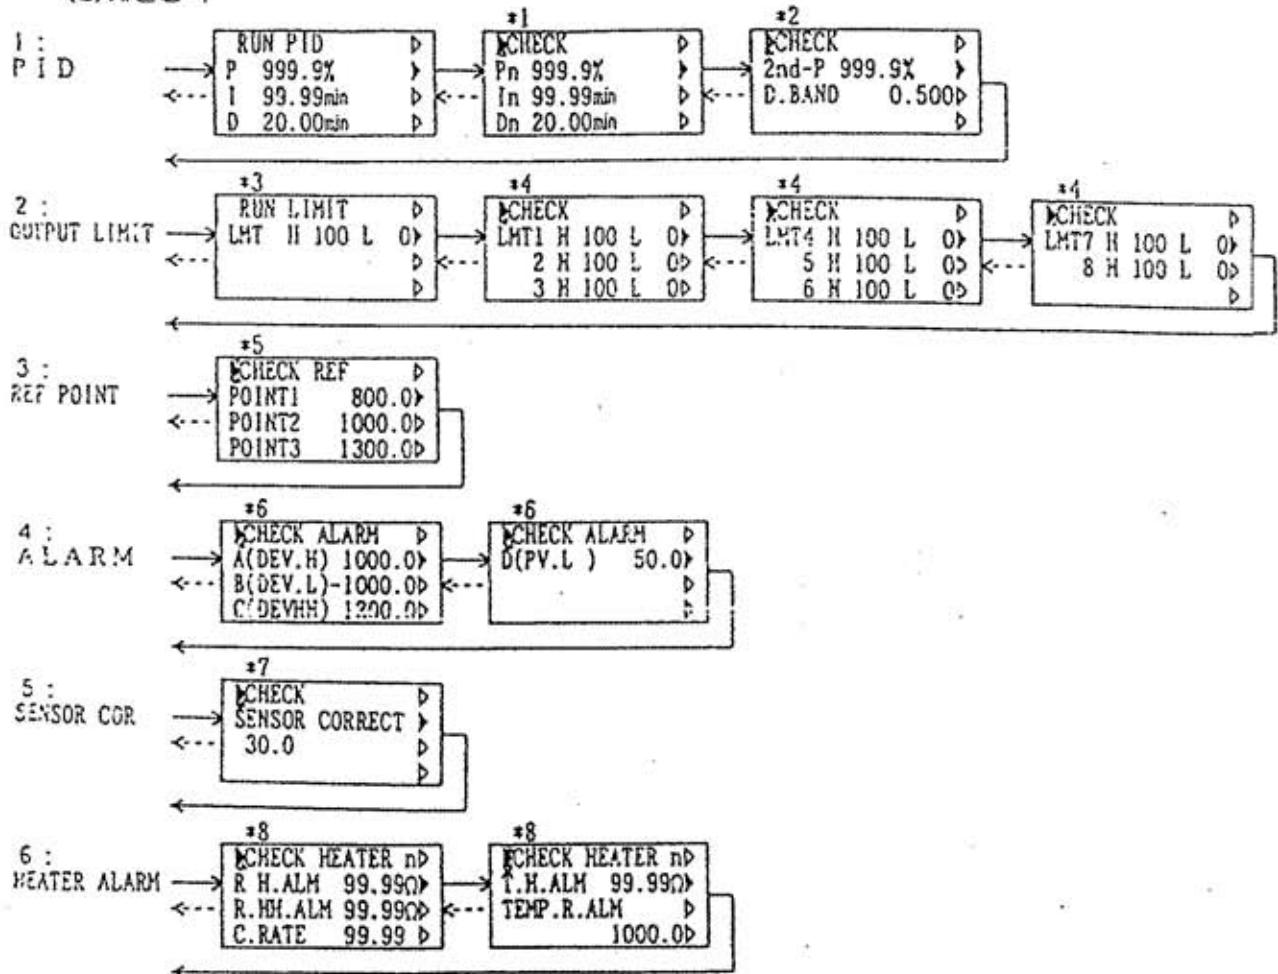 1 :
PID
RUN PID
P 999.9%
I 99.99min
D 20.00min
*1
CHECK
Pn 999.9%
In 99.99min
Dn 20.00min
*2
CHECK
2nd-P 999.9%
D.BAND 0.500
2 :
OUTPUT LIMIT
*3
RUN LIMIT
LMT H 100 L 0
*4
CHECK
LMT1 H 100 L 0
2 H 100 L 0
3 H 100 L 0
*4
CHECK
LMT4 H 100 L 0
5 H 100 L 0
6 H 100 L 0
*4
CHECK
LMT7 H 100 L 0
8 H 100 L 0
3 :
REF POINT
*5
CHECK REF
POINT1 800.0
POINT2 1000.0
POINT3 1300.0
4 :
ALARM
*6
CHECK ALARM
A(DEV.H) 1000.0
B(DEV.L)-1000.0
C(DEVHH) 1200.0
*6
CHECK ALARM
D(PV.L ) 50.0
5 :
SENSOR COR
*7
CHECK
SENSOR CORRECT
30.0
6 :
HEATER ALARM
*8
CHECK HEATER n
R H.ALM 99.99Ω
R.HH.ALM 99.99Ω
C.RATE 99.99
*8
CHECK HEATER n
T.H.ALM 99.99Ω
TEMP.R.ALM
1000.0